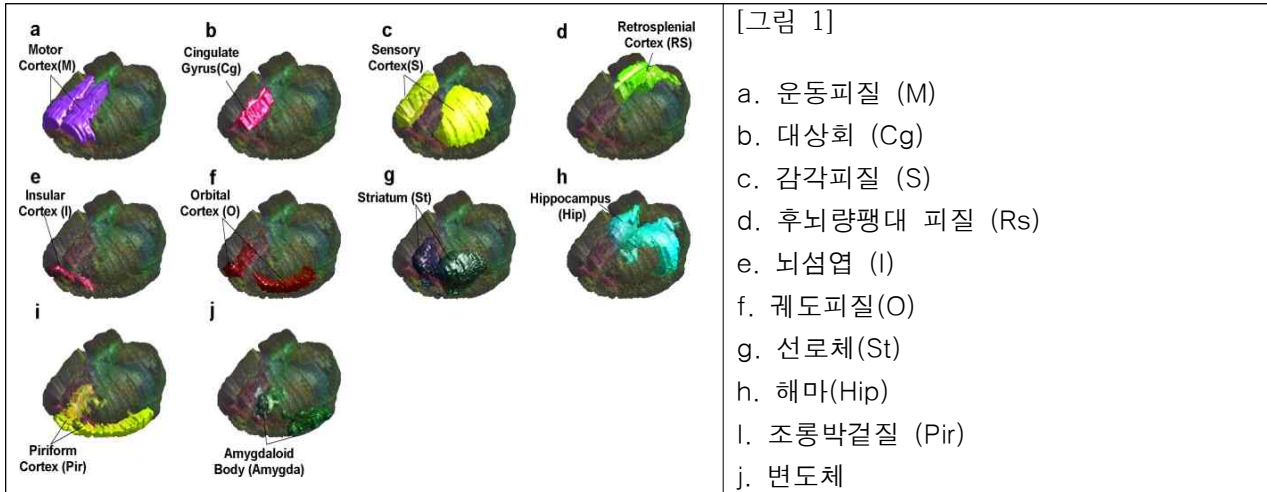 a
Motor
Cortex(M)
b
Cingulate
Gyrus(Cg)
c
Sensory
Cortex(S)
d
Retrosplenial
Cortex (RS)
e
Insular
Cortex (I)
f
Orbital
Cortex (O)
g
Striatum (St)
h
Hippocampus
(Hip)
i
Piriform
Cortex (Pir)
j
Amygdaloid
Body (Amygda)
[그림 1]
a. 운동피질 (M)
b. 대상회 (Cg)
c. 감각피질 (S)
d. 후뇌량팽대 피질 (Rs)
e. 뇌섬엽 (I)
f. 궤도피질(O)
g. 선로체(St)
h. 해마(Hip)
I. 조롱박겉질 (Pir)
j. 변도체